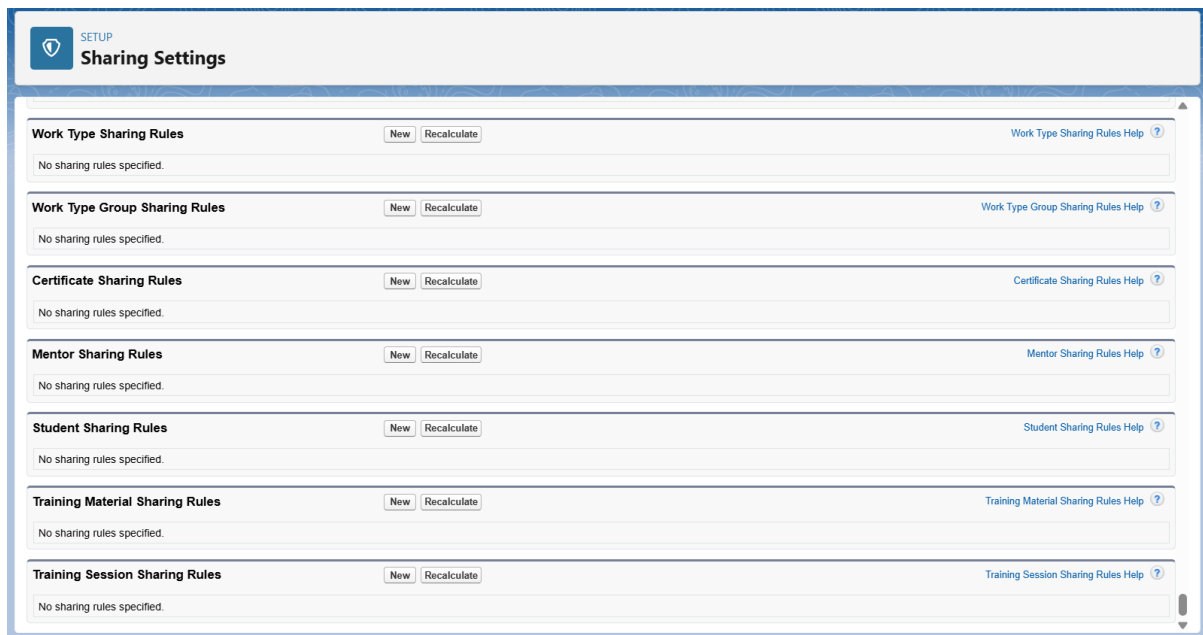 SETUP
Sharing Settings
Work Type Sharing Rules New Recalculate Work Type Sharing Rules Help ?
No sharing rules specified.
Work Type Group Sharing Rules New Recalculate Work Type Group Sharing Rules Help ?
No sharing rules specified.
Certificate Sharing Rules New Recalculate Certificate Sharing Rules Help ?
No sharing rules specified.
Mentor Sharing Rules New Recalculate Mentor Sharing Rules Help ?
No sharing rules specified.
Student Sharing Rules New Recalculate Student Sharing Rules Help ?
No sharing rules specified.
Training Material Sharing Rules New Recalculate Training Material Sharing Rules Help ?
No sharing rules specified.
Training Session Sharing Rules New Recalculate Training Session Sharing Rules Help ?
No sharing rules specified.